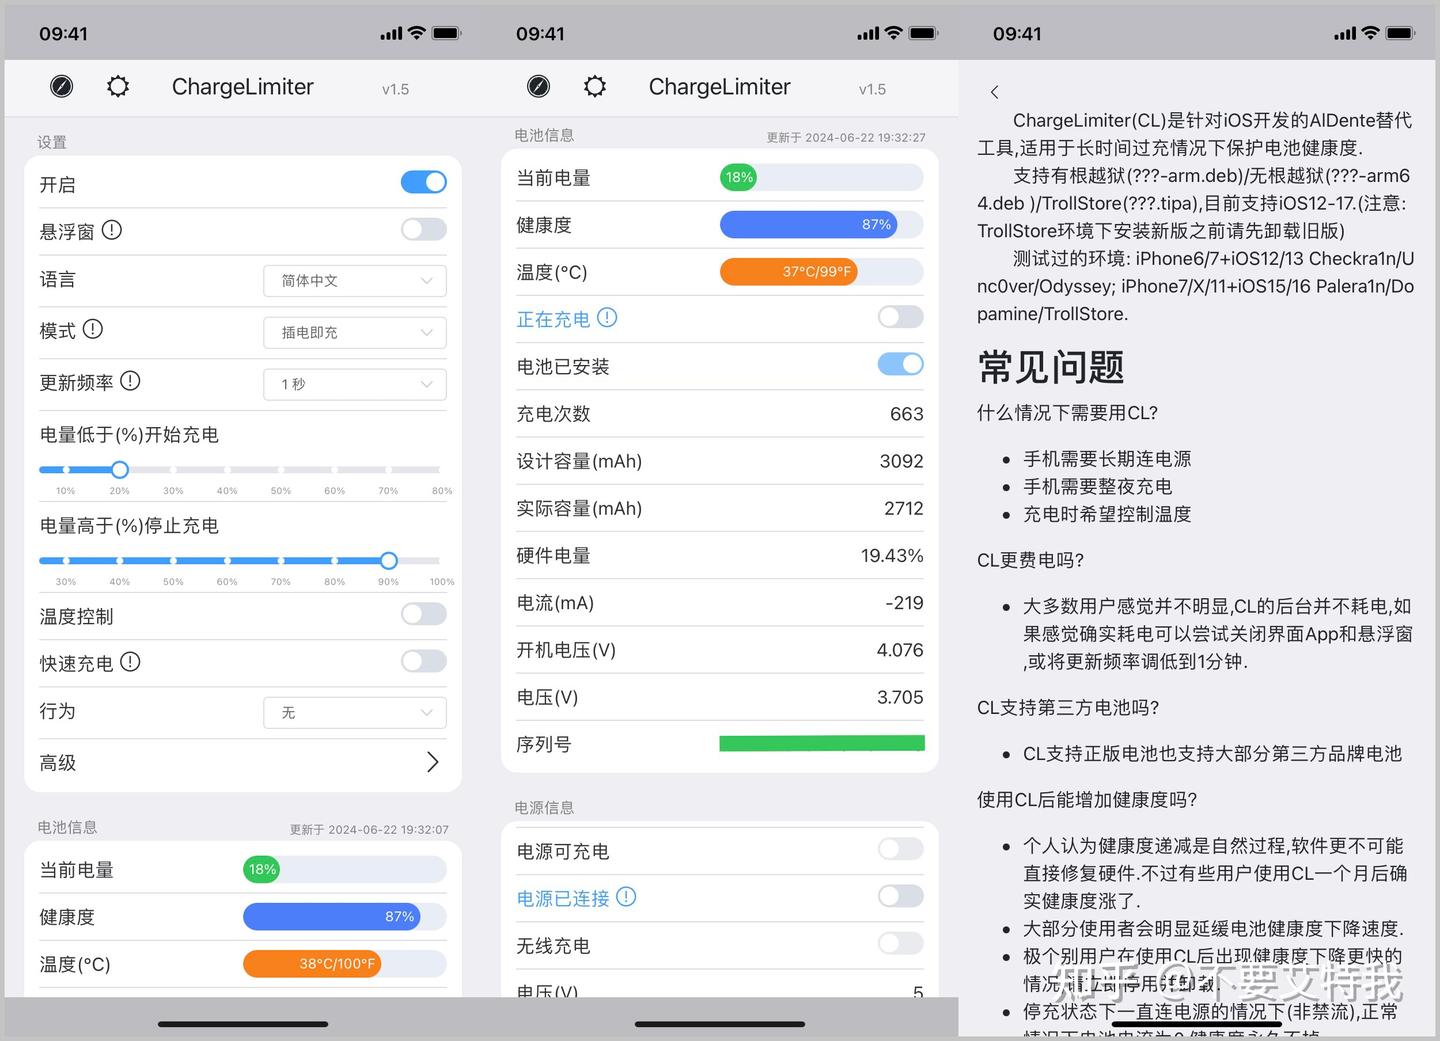 09:41
ChargeLimiter
v1.5
设置
开启
悬浮窗
语言
简体中文
模式
插电即充
更新频率
1 秒
电量低于(%)开始充电
10% 20% 30% 40% 50% 60% 70% 80%
电量高于(%)停止充电
30% 40% 50% 60% 70% 80% 90% 100%
温度控制
快速充电
行为
无
高级
电池信息
更新于 2024-06-22 19:32:07
当前电量
18%
健康度
87%
温度(°C)
38°C/100°F
09:41
ChargeLimiter
v1.5
电池信息
更新于 2024-06-22 19:32:27
当前电量
18%
健康度
87%
温度(°C)
37°C/99°F
正在充电
电池已安装
充电次数
663
设计容量(mAh)
3092
实际容量(mAh)
2712
硬件电量
19.43%
电流(mA)
-219
开机电压(V)
4.076
电压(V)
3.705
序列号
电源信息
电源可充电
电源已连接
无线充电
电压(V)
5
09:41
ChargeLimiter(CL)是针对iOS开发的AlDente替代
工具,适用于长时间过充情况下保护电池健康度.
支持有根越狱(???-arm.deb)/无根越狱(???-arm6
4.deb )/TrollStore(???.tipa),目前支持iOS12-17.(注意:
TrollStore环境下安装新版之前请先卸载旧版)
测试过的环境: iPhone6/7+iOS12/13 Checkra1n/U
nc0ver/Odyssey; iPhone7/X/11+iOS15/16 Palera1n/Do
pamine/TrollStore.
常见问题
什么情况下需要用CL?
手机需要长期连电源
手机需要整夜充电
充电时希望控制温度
CL更费电吗?
大多数用户感觉并不明显,CL的后台并不耗电,如
果感觉确实耗电可以尝试关闭界面App和悬浮窗
,或将更新频率调低到1分钟.
CL支持第三方电池吗?
CL支持正版电池也支持大部分第三方品牌电池
使用CL后能增加健康度吗?
个人认为健康度递减是自然过程,软件更不可能
直接修复硬件.不过有些用户使用CL一个月后确
实健康度涨了.
大部分使用者会明显延缓电池健康度下降速度.
极个别用户在使用CL后出现健康度下降更快的
情况,请立即停用并卸载.
停充状态下一直连电源的情况下(非禁流),正常
知乎 @不要艾特我